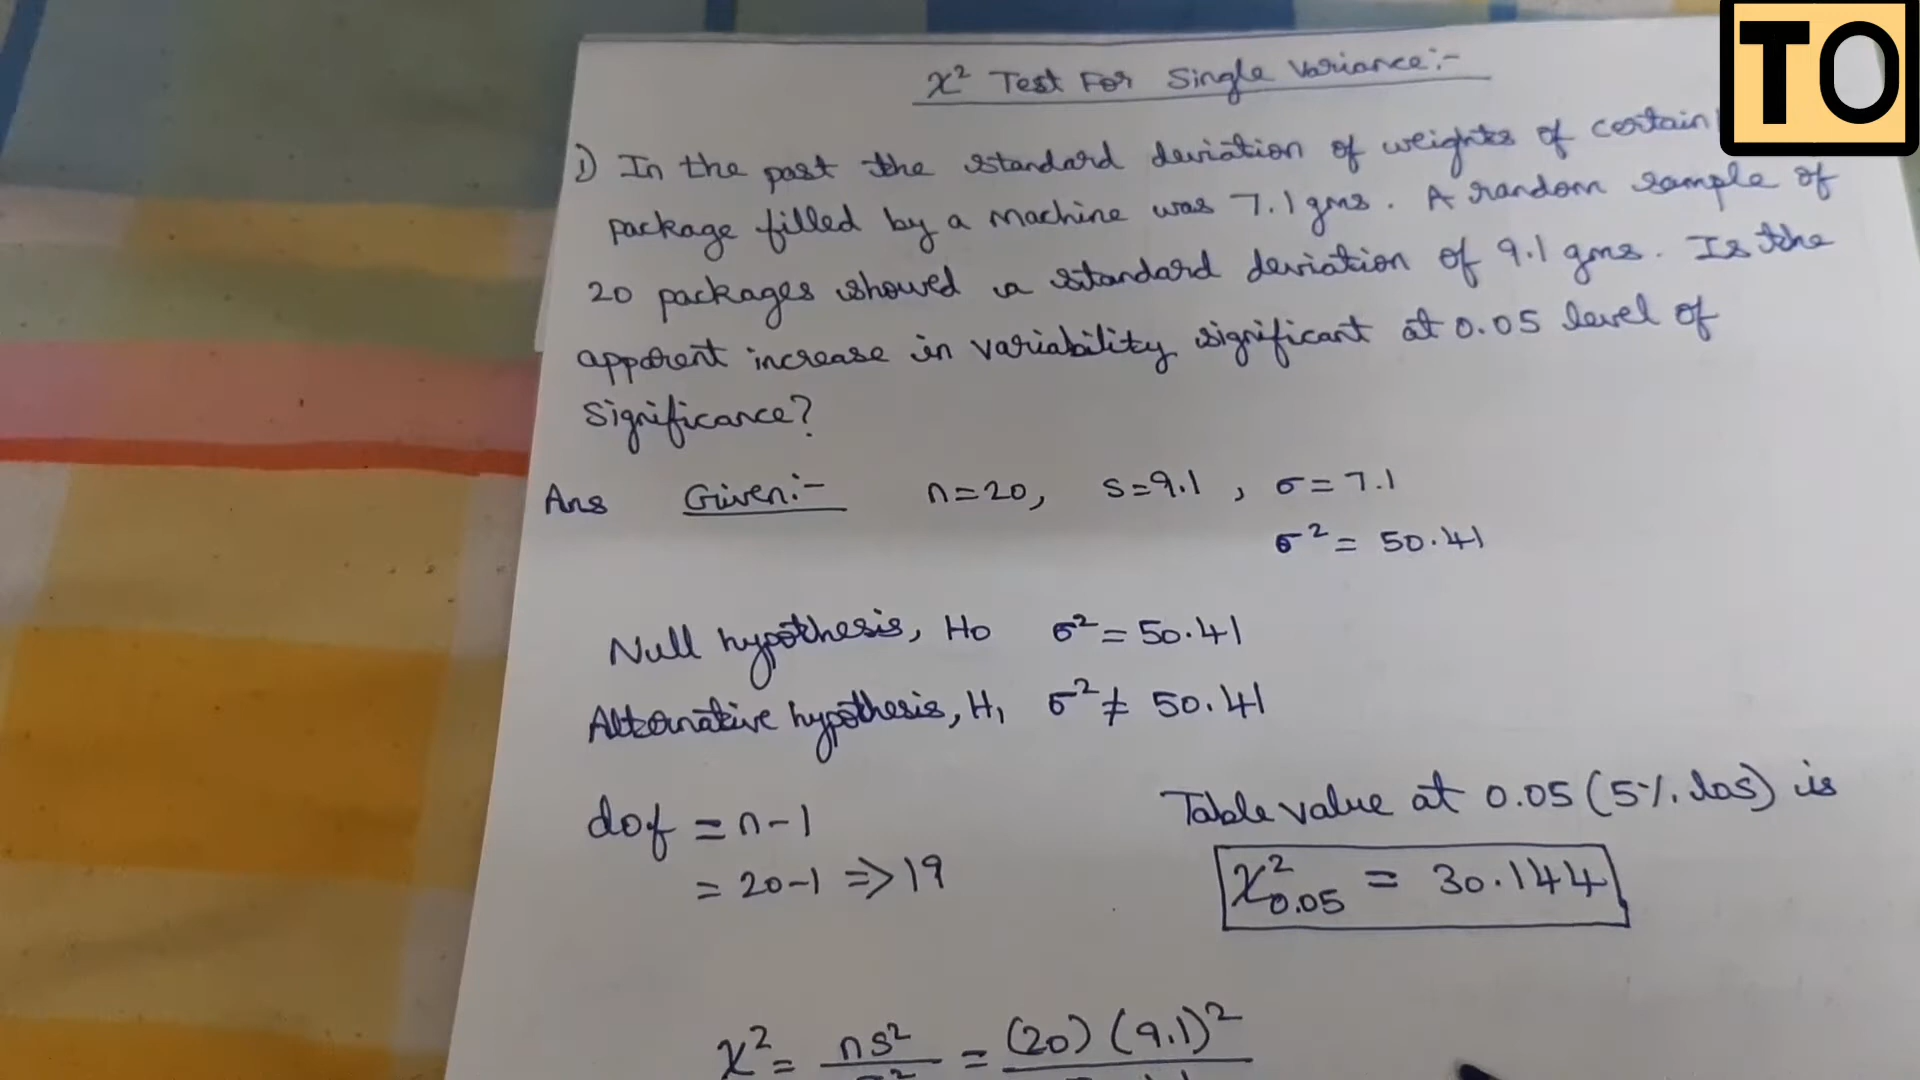 TO
χ² Test For Single Variance:-
1) In the past the standard deviation of weights of certain
package filled by a machine was 7.1 gms. A random sample of
20 packages showed a standard deviation of 9.1 gms. Is the
apparent increase in variability significant at 0.05 level of
Significance?
Ans Given:- n=20, s=9.1, σ=7.1
σ² = 50.41
Null hypothesis, H0 σ² = 50.41
Alternative hypothesis, H₁ σ² ≠ 50.41
dof = n-1
= 20-1 => 19
Table value at 0.05 (5% los) is
χ²0.05 = 30.144
χ² = ns² = (20) (9.1)²